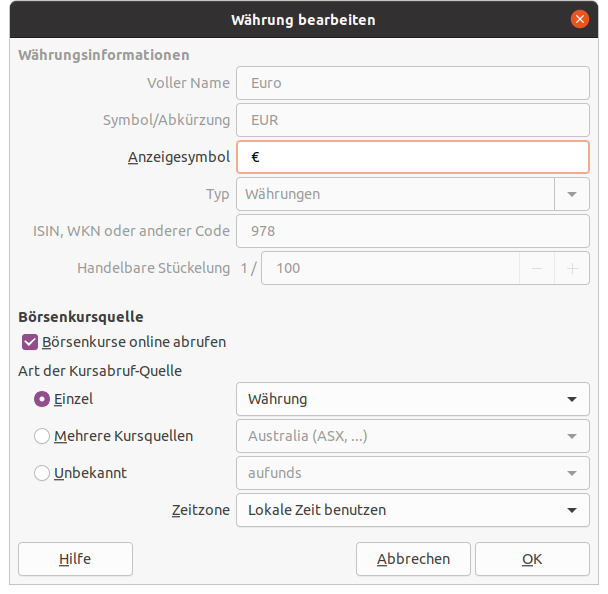 Währung bearbeiten
Währungsinformationen
Voller Name Euro
Symbol/Abkürzung EUR
Anzeigesymbol €
Typ Währungen
ISIN, WKN oder anderer Code 978
Handelbare Stückelung 1 / 100 − +
Börsenkursquelle
Börsenkurse online abrufen
Art der Kursabruf-Quelle
Einzel Währung
Mehrere Kursquellen Australia (ASX, ...)
Unbekannt aufunds
Zeitzone Lokale Zeit benutzen
Hilfe Abbrechen OK